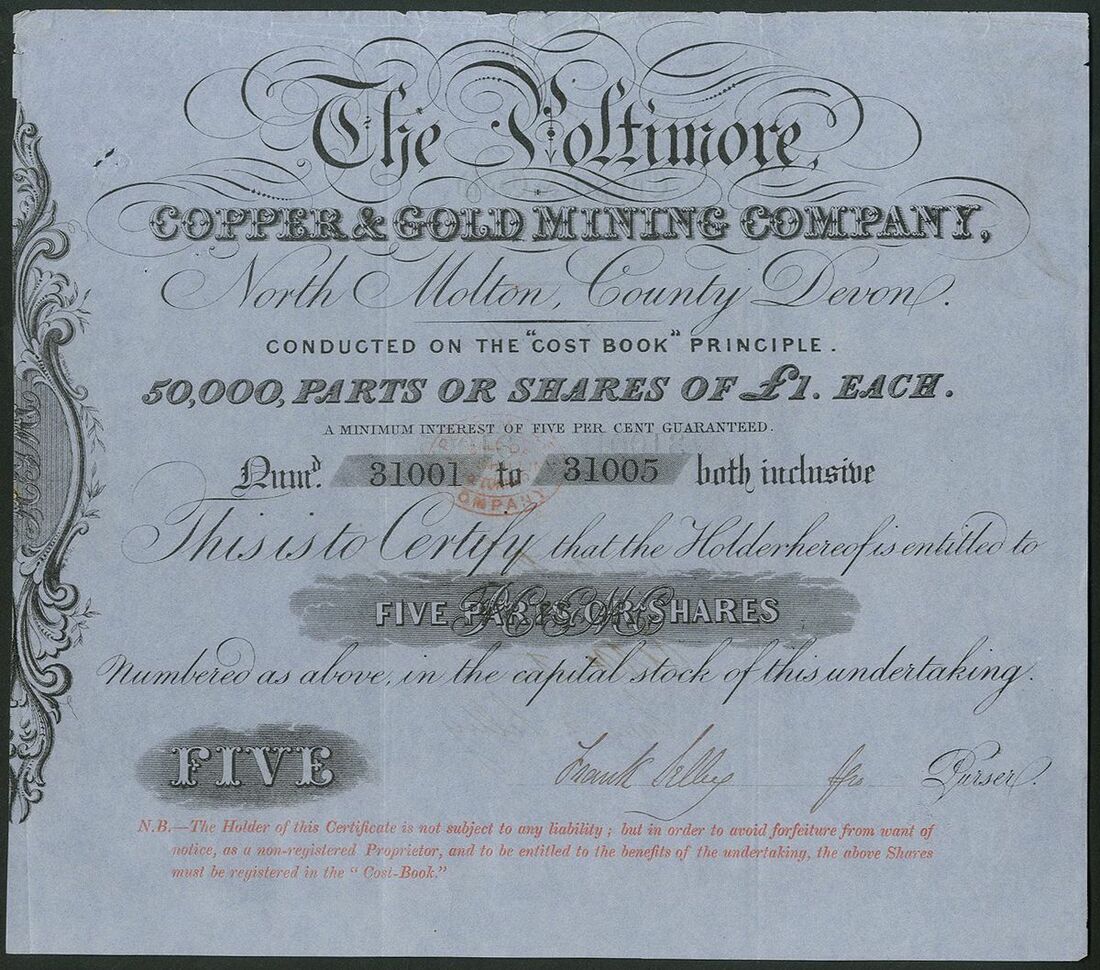 The Poltimore,
COPPER & GOLD MINING COMPANY,
North Molton, County Devon.
CONDUCTED ON THE "COST BOOK" PRINCIPLE.
50,000, PARTS OR SHARES OF £1. EACH.
A MINIMUM INTEREST OF FIVE PER CENT GUARANTEED.
Numd. 31001 to 31005 both inclusive
COMPANY
This is to Certify that the Holder hereof is entitled to
FIVE PARTS OR SHARES
Numbered as above, in the capital stock of this undertaking.
FIVE
Frank Selby Purser.
N.B.—The Holder of this Certificate is not subject to any liability; but in order to avoid forfeiture from want of
notice, as a non-registered Proprietor, and to be entitled to the benefits of the undertaking, the above Shares
must be registered in the "Cost-Book."